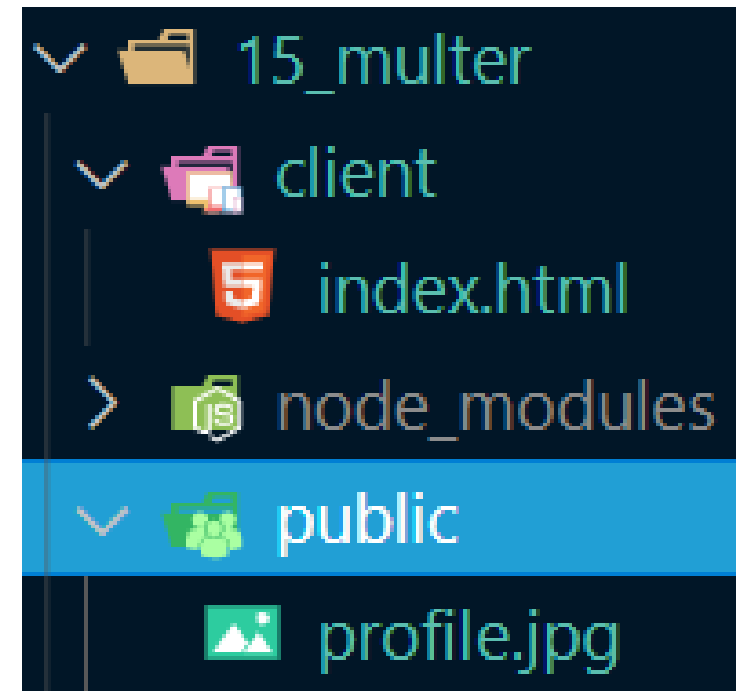 15_multer
client
index.html
node_modules
public
profile.jpg